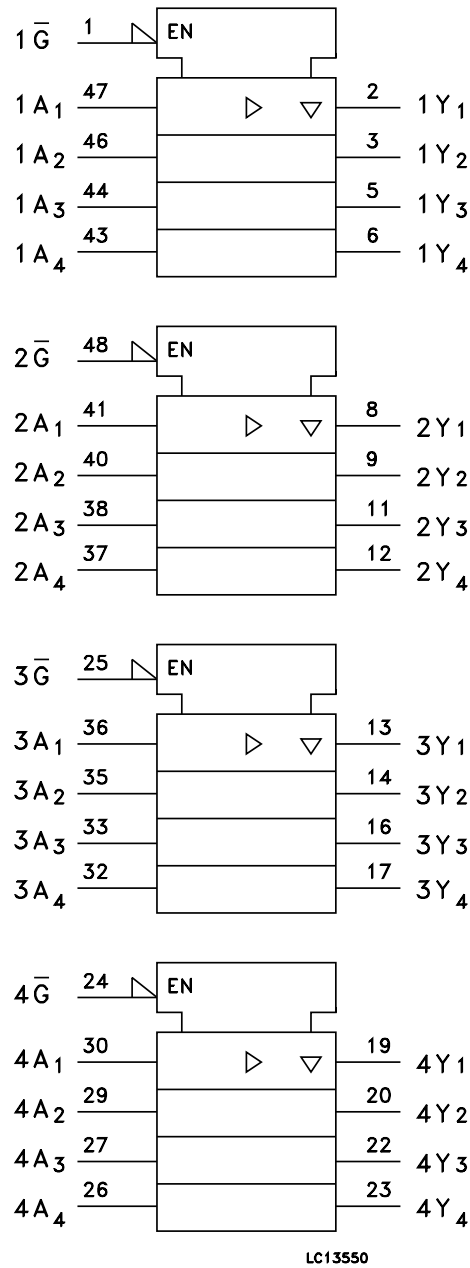 1G̅ 1 EN
1A1 47 2 1Y1
1A2 46 3 1Y2
1A3 44 5 1Y3
1A4 43 6 1Y4
2G̅ 48 EN
2A1 41 8 2Y1
2A2 40 9 2Y2
2A3 38 11 2Y3
2A4 37 12 2Y4
3G̅ 25 EN
3A1 36 13 3Y1
3A2 35 14 3Y2
3A3 33 16 3Y3
3A4 32 17 3Y4
4G̅ 24 EN
4A1 30 19 4Y1
4A2 29 20 4Y2
4A3 27 22 4Y3
4A4 26 23 4Y4
LC13550